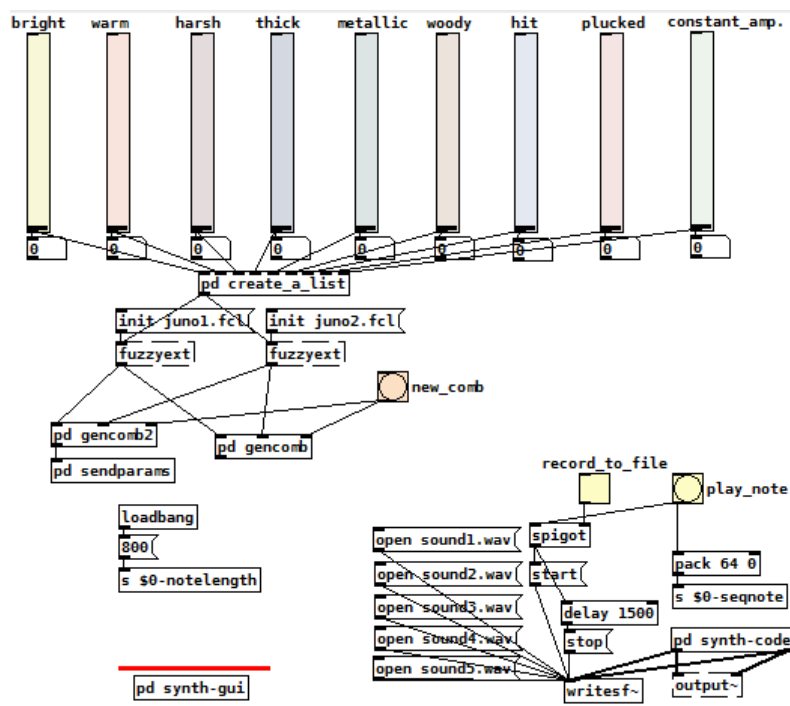 bright warm harsh thick metallic woody hit plucked constant_amp.
0 0 0 0 0 0 0 0 0
pd create_a_list
init juno1.fcl init juno2.fcl
fuzzyext fuzzyext
new_comb
pd gencomb2 pd gencomb
pd sendparams
record_to_file
play_note
loadbang
800
s $0-notelength
open sound1.wav
open sound2.wav
open sound3.wav
open sound4.wav
open sound5.wav
spigot
start
delay 1500
stop
writesf~
pack 64 0
s $0-seqnote
pd synth-code
output~
pd synth-gui